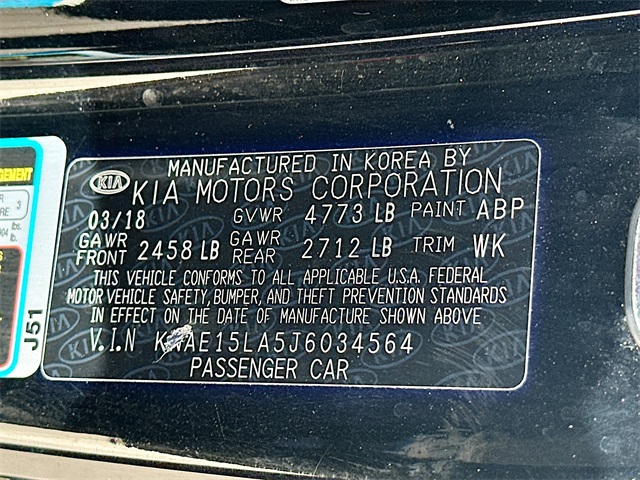 MANUFACTURED IN KOREA BY
KIA KIA MOTORS CORPORATION
03/18 GVWR 4773 LB PAINT ABP
GAWR FRONT 2458 LB GAWR REAR 2712 LB TRIM WK
THIS VEHICLE CONFORMS TO ALL APPLICABLE U.S.A. FEDERAL
MOTOR VEHICLE SAFETY, BUMPER, AND THEFT PREVENTION STANDARDS
IN EFFECT ON THE DATE OF MANUFACTURE SHOWN ABOVE
V.I.N
PASSENGER CAR
J51
3